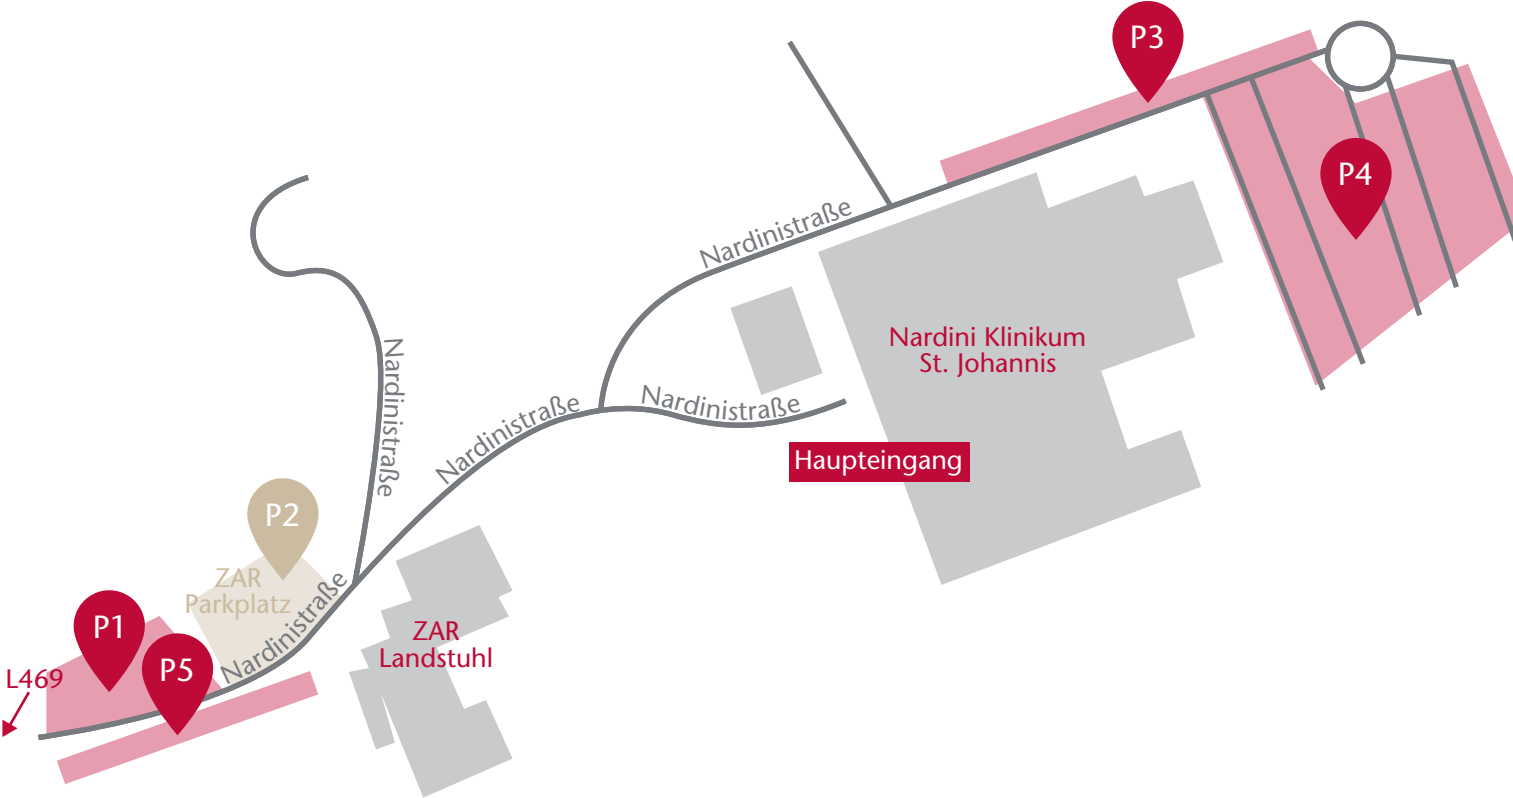 P3
P4
Nardinistraße
Nardini Klinikum
St. Johannis
Nardinistraße
Nardinistraße
Nardinistraße
Haupteingang
P2
ZAR
Parkplatz
Nardinistraße
P1
P5
L469
ZAR
Landstuhl